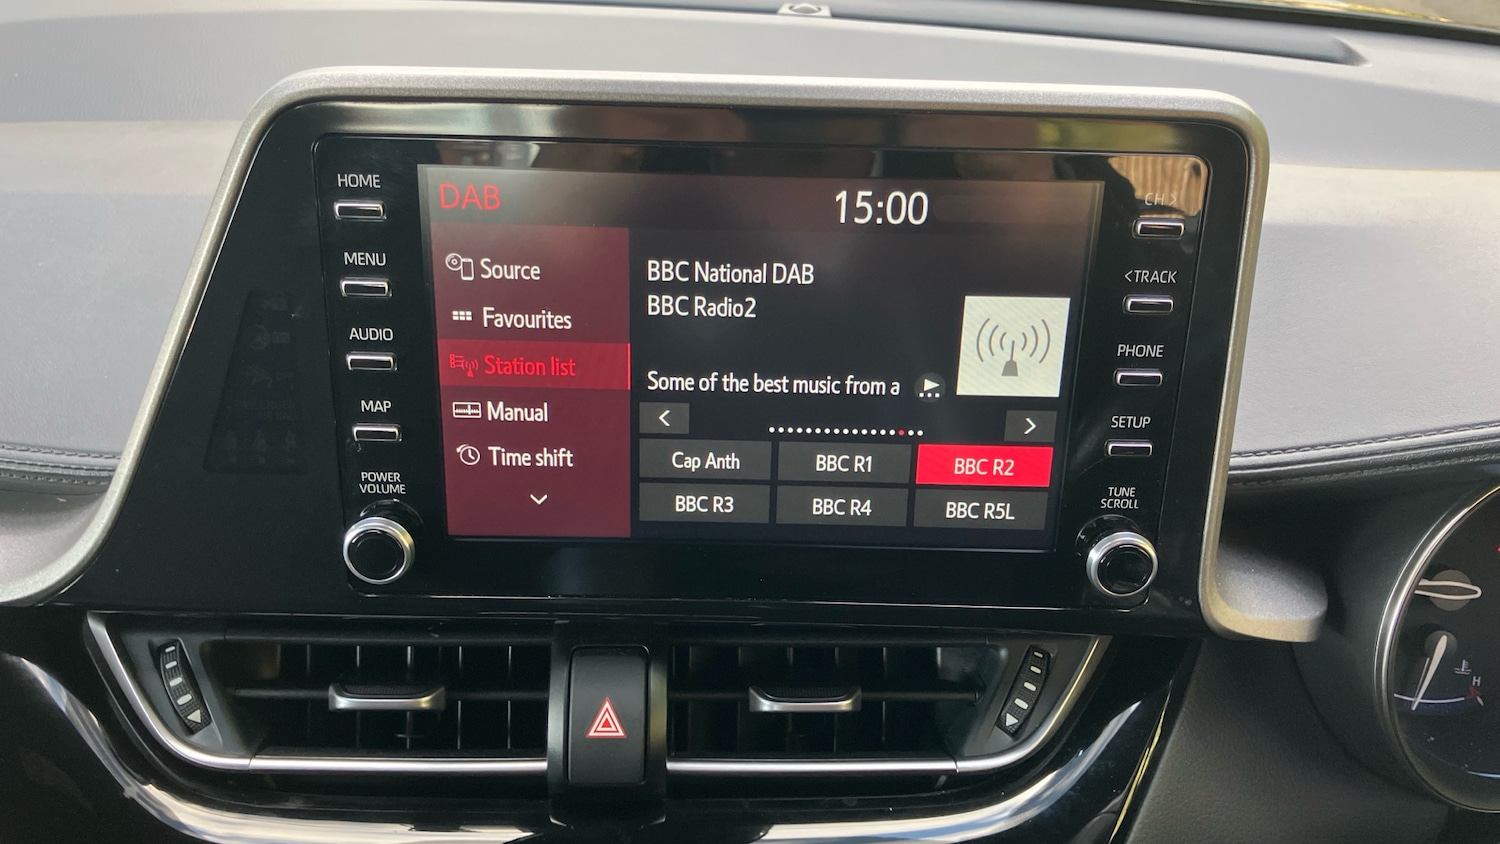 HOME
MENU
AUDIO
MAP
POWER
VOLUME
DAB
15:00
Source
Favourites
Station list
Manual
Time shift
BBC National DAB
BBC Radio2
Some of the best music from a
<
>
Cap Anth
BBC R1
BBC R2
BBC R3
BBC R4
BBC R5L
CH >
<TRACK
PHONE
SETUP
TUNE
SCROLL
H